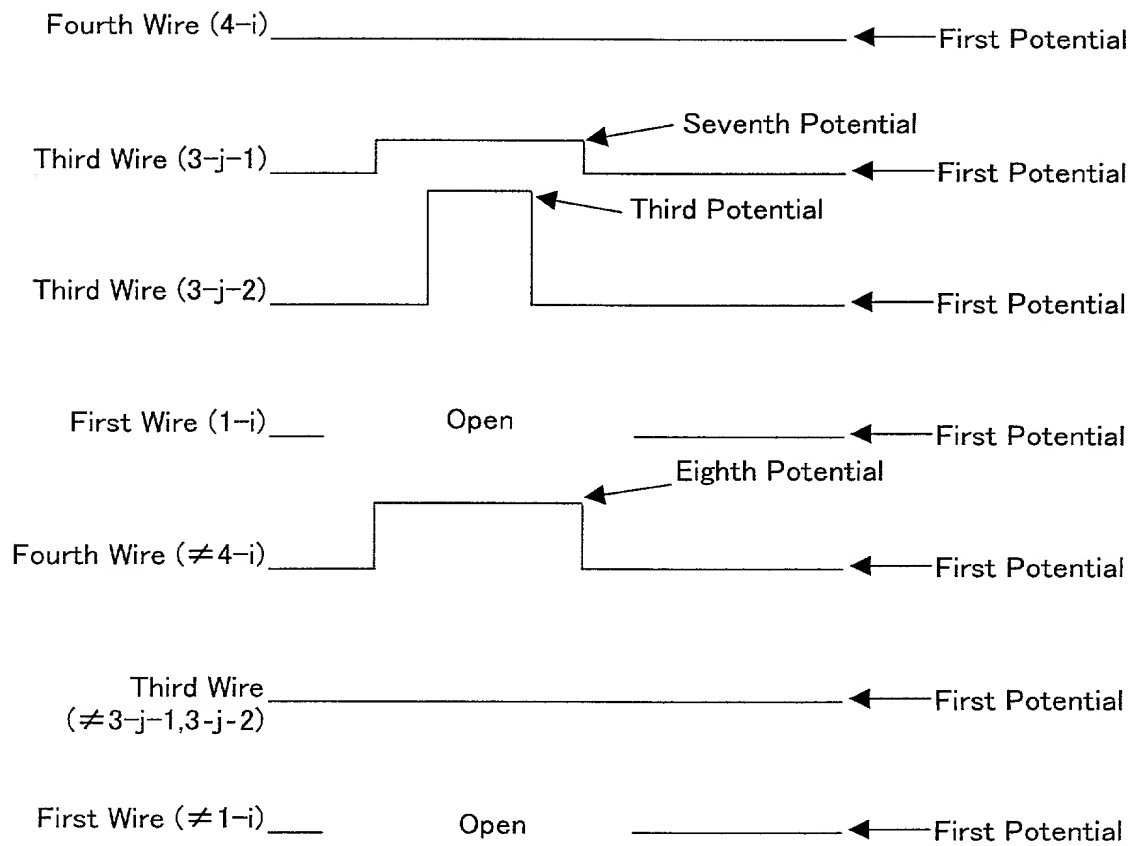 Fourth Wire (4-i)
First Potential
Seventh Potential
Third Wire (3-j-1)
First Potential
Third Potential
Third Wire (3-j-2)
First Potential
First Wire (1-i)
Open
First Potential
Eighth Potential
Fourth Wire (≠4-i)
First Potential
Third Wire
(≠3-j-1,3-j-2)
First Potential
First Wire (≠1-i)
Open
First Potential